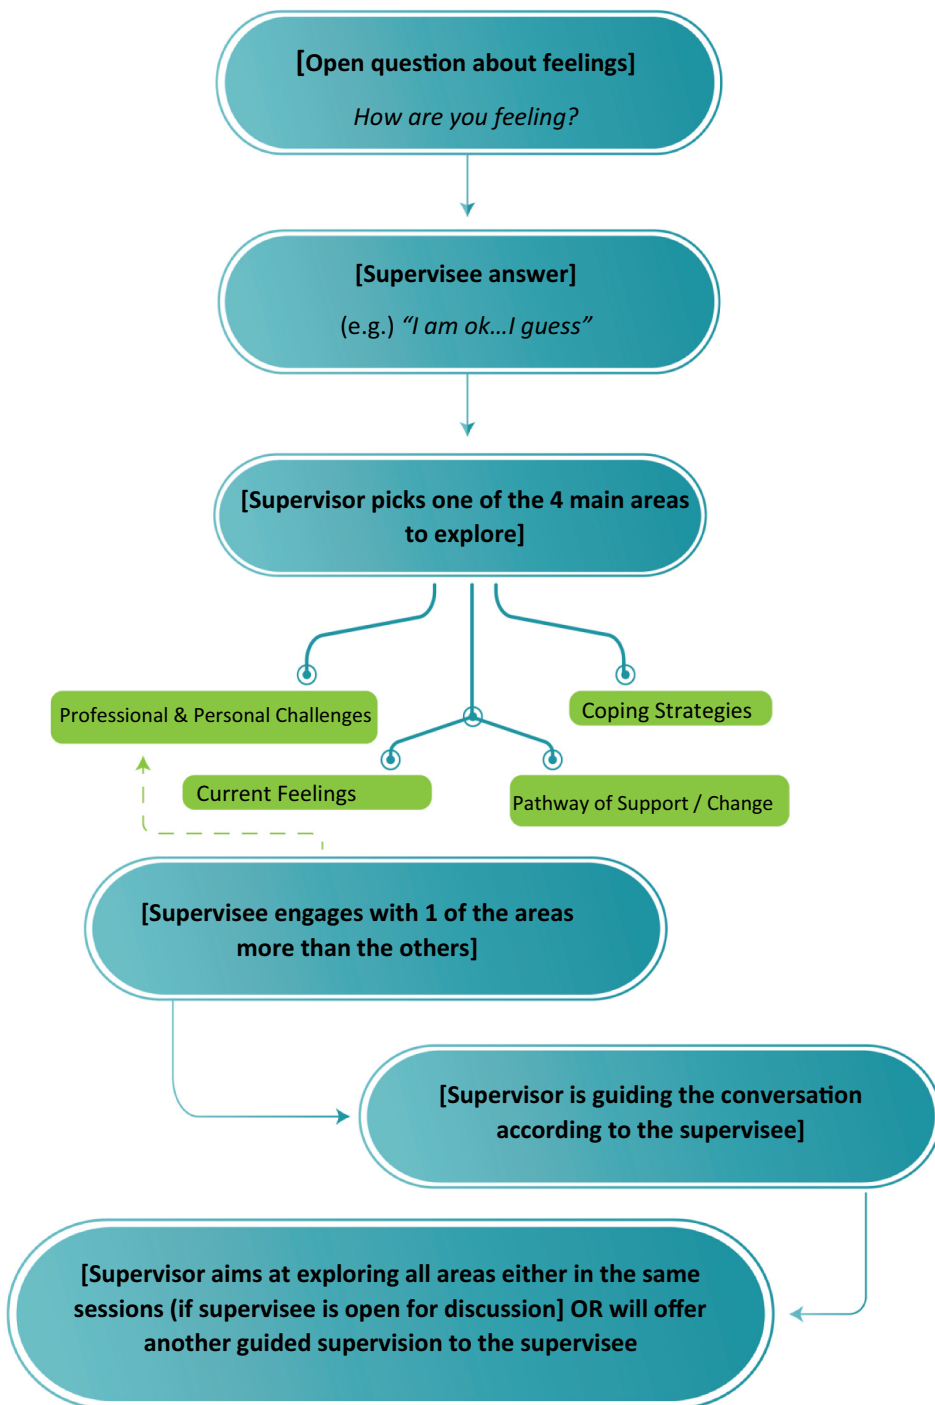 [Open question about feelings]
How are you feeling?
[Supervisee answer]
(e.g.) “I am ok...I guess”
[Supervisor picks one of the 4 main areas
to explore]
Professional & Personal Challenges
Coping Strategies
Current Feelings
Pathway of Support / Change
[Supervisee engages with 1 of the areas
more than the others]
[Supervisor is guiding the conversation
according to the supervisee]
[Supervisor aims at exploring all areas either in the same
sessions (if supervisee is open for discussion] OR will offer
another guided supervision to the supervisee